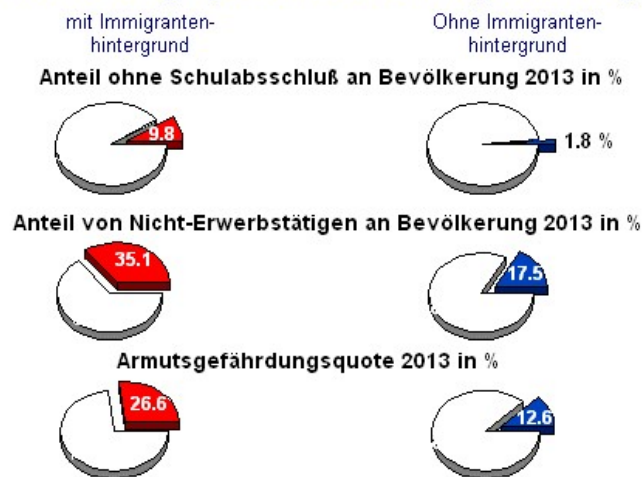 mit Immigranten-
hintergrund
Ohne Immigranten-
hintergrund
Anteil ohne Schulabsschluß an Bevölkerung 2013 in %
9.8
1.8 %
Anteil von Nicht-Erwerbstätigen an Bevölkerung 2013 in %
35.1
17.5
Armutsgefährdungsquote 2013 in %
26.6
12.6